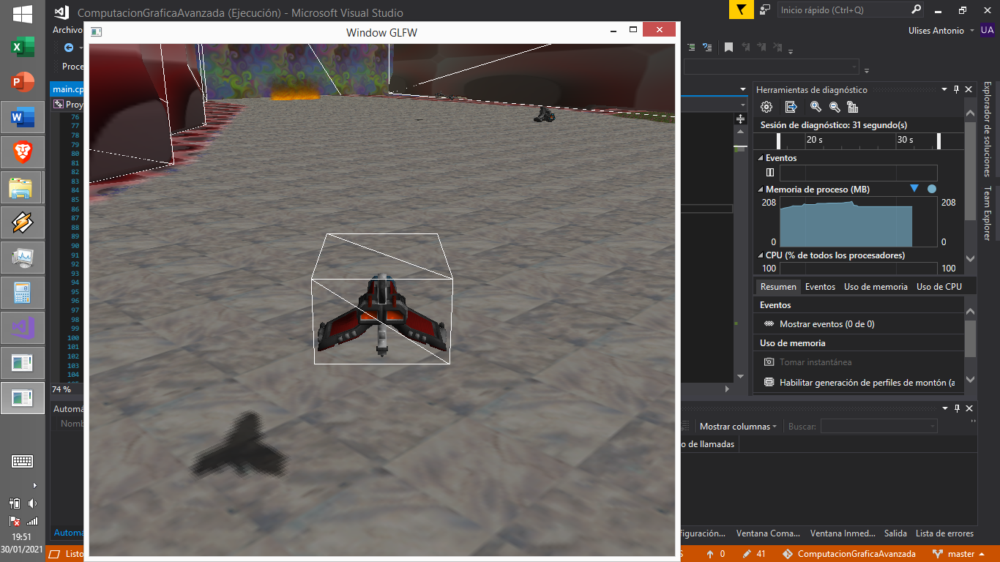 ComputacionGraficaAvanzada (Ejecución) - Microsoft Visual Studio
Inicio rápido (Ctrl+Q)
Archivo
Window GLFW
Ulises Antonio
UA
Proce
main.cp
Proy
76
77
78
79
80
81
82
83
84
85
86
87
88
89
90
91
92
93
94
95
96
97
98
99
100
101
102
103
104
74 %
Automá
Nomb
Automá
Listo
Herramientas de diagnóstico
Sesión de diagnóstico: 31 segundo(s)
20 s
30 s
Eventos
Memoria de proceso (MB)
208
208
0
0
CPU (% de todos los procesadores)
100
100
Resumen
Eventos
Uso de memoria
Uso de CPU
Eventos
Mostrar eventos (0 de 0)
Uso de memoria
Tomar instantánea
Habilitar generación de perfiles de montón (a
Explorador de soluciones
Team Explorer
Mostrar columnas
Buscar:
o de llamadas
figuración...
Ventana Coma...
Ventana Inmed...
Salida
Lista de errores
0
41
ComputacionGraficaAvanzada
master
19:51
30/01/2021